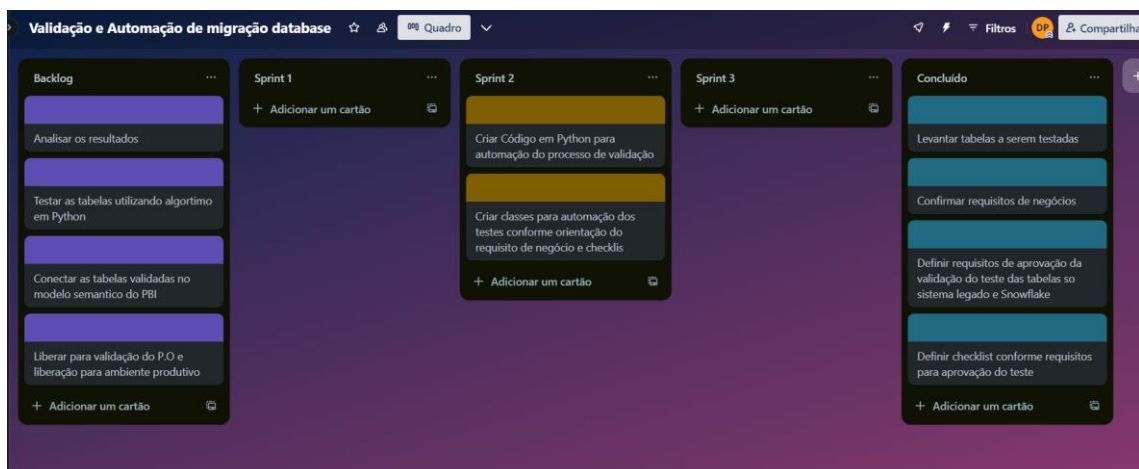 Validação e Automação de migração database
Quadro
Filtros
DP
Compartilha
Backlog
Analisar os resultados
Testar as tabelas utilizando algortimo
em Python
Conectar as tabelas validadas no
modelo semantico do PBI
Liberar para validação do P.O e
liberação para ambiente produtivo
+ Adicionar um cartão
Sprint 1
+ Adicionar um cartão
Sprint 2
Criar Código em Python para
automação do processo de validação
Criar classes para automação dos
testes conforme orientação do
requisito de negócio e checklis
+ Adicionar um cartão
Sprint 3
+ Adicionar um cartão
Concluído
Levantar tabelas a serem testadas
Confirmar requisitos de negócios
Definir requisitos de aprovação da
validação do teste das tabelas so
sistema legado e Snowflake
Definir checklist conforme requisitos
para aprovação do teste
+ Adicionar um cartão